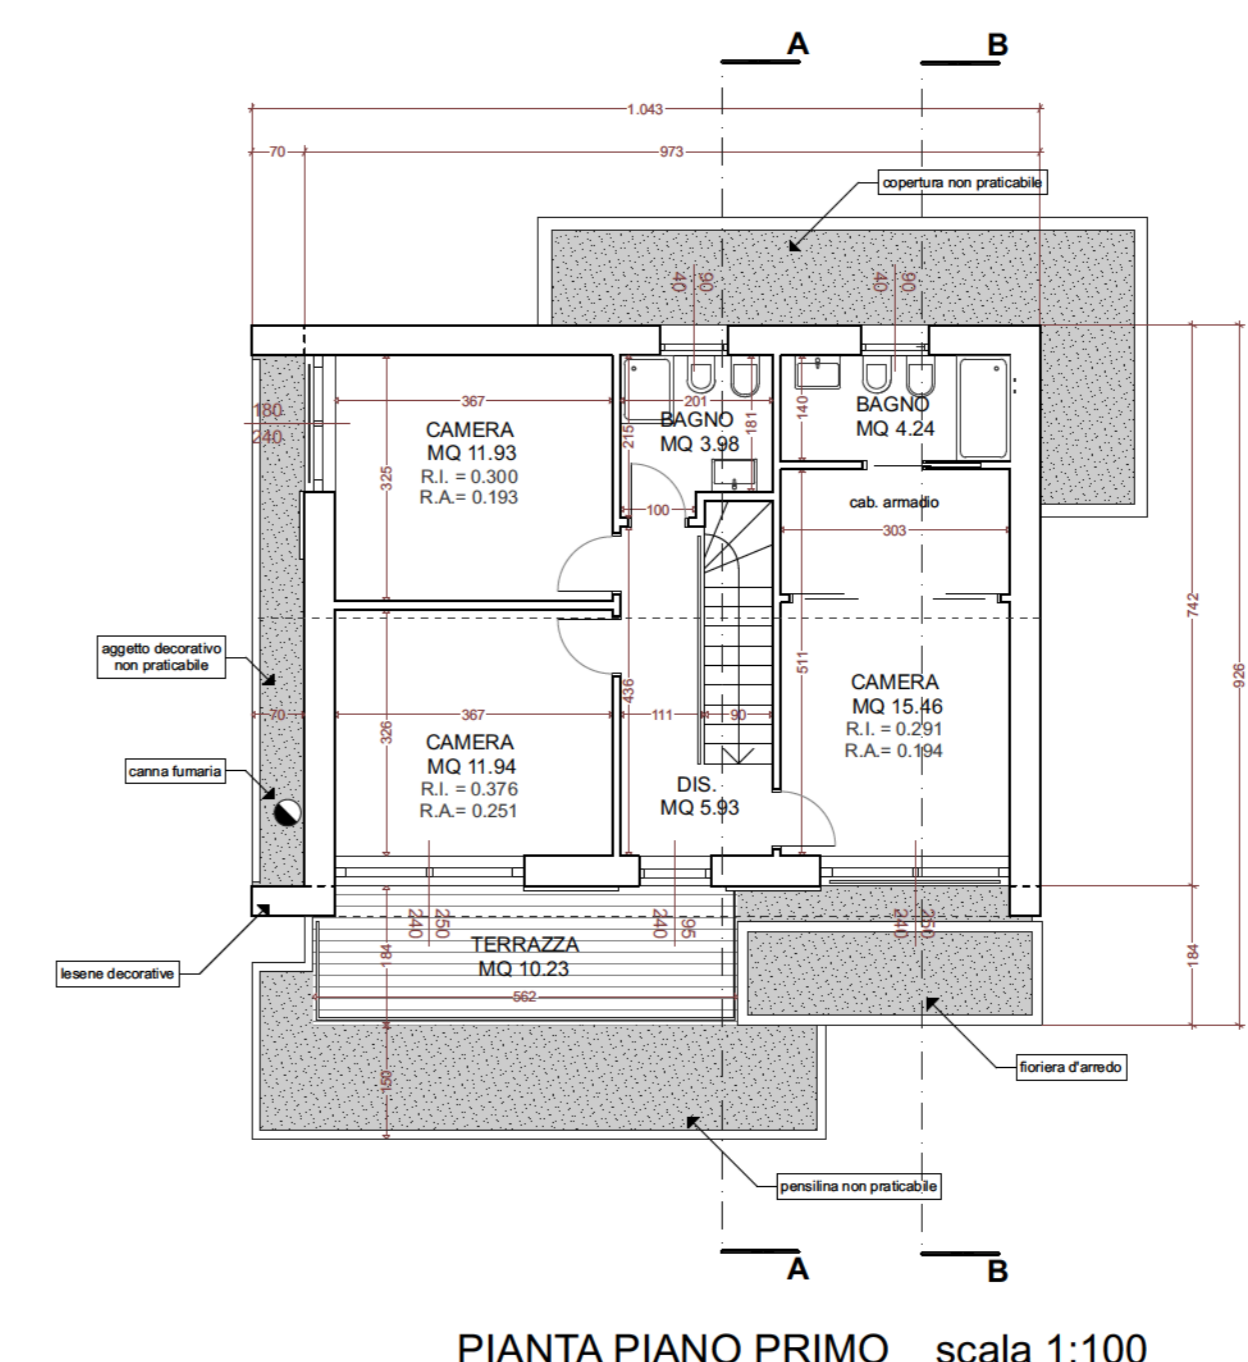 A
B
1.043
70
973
copertura non praticabile
90
40
90
40
180
240
367
201
CAMERA
MQ 11.93
R.I. = 0.300
R.A.= 0.193
325
215
BAGNO
MQ 3.98
181
140
BAGNO
MQ 4.24
100
cab. armadio
303
742
926
aggetto decorativo
non praticabile
70
367
326
CAMERA
MQ 11.94
R.I. = 0.376
R.A.= 0.251
436
111
90
511
CAMERA
MQ 15.46
R.I. = 0.291
R.A.= 0.194
canna fumaria
DIS.
MQ 5.93
250
240
95
240
250
240
184
TERRAZZA
MQ 10.23
562
184
lesene decorative
150
fioriera d'arredo
pensilina non praticabile
A
B
PIANTA PIANO PRIMO scala 1:100